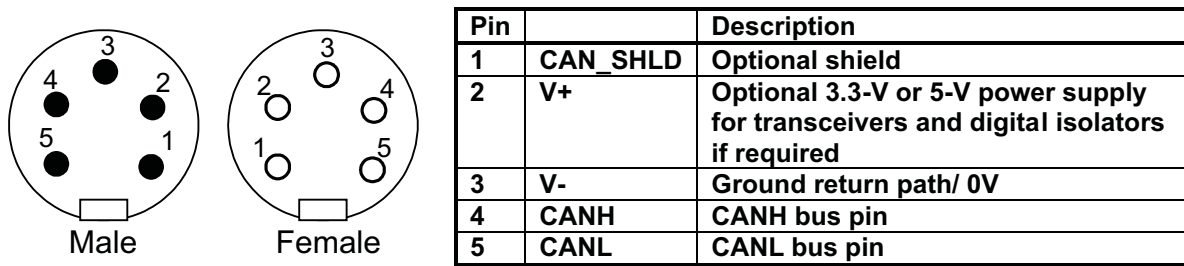 3
4
2
5
1
Male
3
2
4
1
5
Female
Pin Description
1 CAN_SHLD Optional shield
2 V+ Optional 3.3-V or 5-V power supply
for transceivers and digital isolators
if required
3 V- Ground return path/ 0V
4 CANH CANH bus pin
5 CANL CANL bus pin